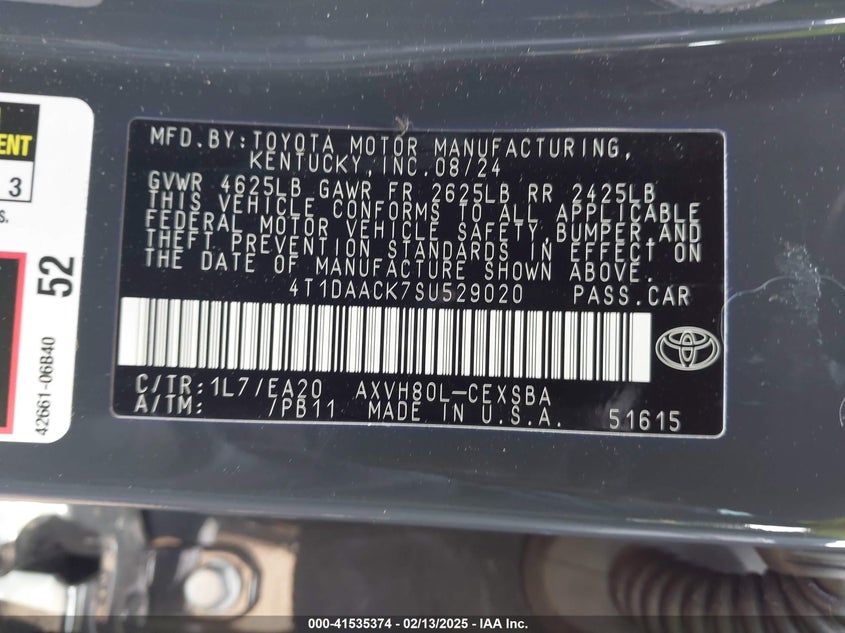 MFD.BY:TOYOTA MOTOR MANUFACTURING,
KENTUCKY,INC.08/24
GVWR 4625LB GAWR FR 2625LB RR 2425LB
THIS VEHICLE CONFORMS TO ALL APPLICABLE
FEDERAL MOTOR VEHICLE SAFETY,BUMPER,AND
THEFT PREVENTION STANDARDS IN EFFECT ON
THE DATE OF MANUFACTURE SHOWN ABOVE.
4T1DAACK7SU529020 PASS.CAR
C/TR:1L7/EA20 AXVH80L-CEXSBA
A/TM: /PB11 MADE IN U.S.A. 51615
3
52
42661-06B40
000-41535374 - 02/13/2025 - IAA Inc.